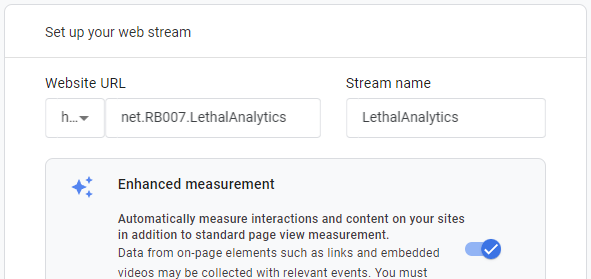 Set up your web stream
Website URL
Stream name
h...
net.RB007.LethalAnalytics
LethalAnalytics
Enhanced measurement
Automatically measure interactions and content on your sites
in addition to standard page view measurement.
Data from on-page elements such as links and embedded
videos may be collected with relevant events. You must